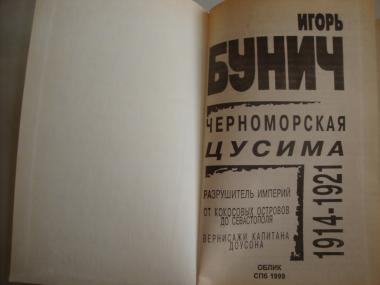 ИГОРЬ
БУНИЧ
ЧЕРНОМОРСКАЯ
ЦУСИМА
РАЗРУШИТЕЛЬ ИМПЕРИЙ
ОТ КОКОСОВЫХ ОСТРОВОВ
ДО СЕВАСТОПОЛЯ
ВЕРНИСАЖИ КАПИТАНА
ДОУСОНА
1914-1921
ОБЛИК
СПб 1999